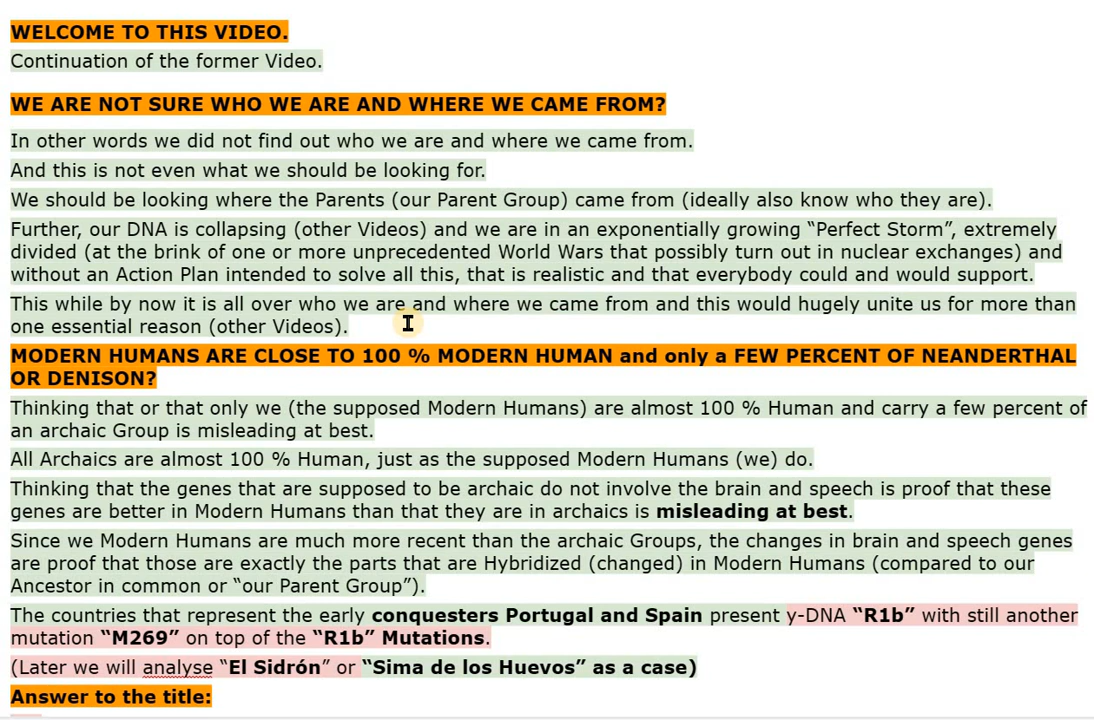 WELCOME TO THIS VIDEO.
Continuation of the former Video.
WE ARE NOT SURE WHO WE ARE AND WHERE WE CAME FROM?
In other words we did not find out who we are and where we came from.
And this is not even what we should be looking for.
We should be looking where the Parents (our Parent Group) came from (ideally also know who they are).
Further, our DNA is collapsing (other Videos) and we are in an exponentially growing “Perfect Storm”, extremely
divided (at the brink of one or more unprecedented World Wars that possibly turn out in nuclear exchanges) and
without an Action Plan intended to solve all this, that is realistic and that everybody could and would support.
This while by now it is all over who we are and where we came from and this would hugely unite us for more than
one essential reason (other Videos).
MODERN HUMANS ARE CLOSE TO 100 % MODERN HUMAN and only a FEW PERCENT OF NEANDERTHAL
OR DENISON?
Thinking that or that only we (the supposed Modern Humans) are almost 100 % Human and carry a few percent of
an archaic Group is misleading at best.
All Archaics are almost 100 % Human, just as the supposed Modern Humans (we) do.
Thinking that the genes that are supposed to be archaic do not involve the brain and speech is proof that these
genes are better in Modern Humans than that they are in archaics is misleading at best.
Since we Modern Humans are much more recent than the archaic Groups, the changes in brain and speech genes
are proof that those are exactly the parts that are Hybridized (changed) in Modern Humans (compared to our
Ancestor in common or “our Parent Group”).
The countries that represent the early conquesters Portugal and Spain present y-DNA “R1b” with still another
mutation “M269” on top of the “R1b” Mutations.
(Later we will analyse “El Sidrón” or “Sima de los Huevos” as a case)
Answer to the title: